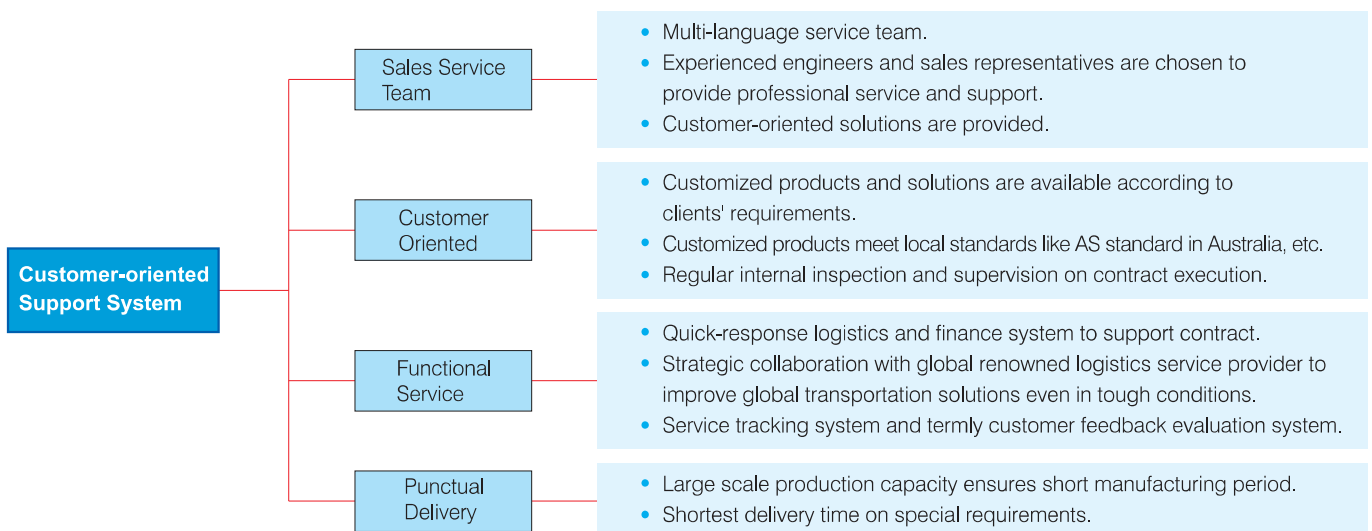 Customer-oriented
Support System
Sales Service
Team
• Multi-language service team.
• Experienced engineers and sales representatives are chosen to
provide professional service and support.
• Customer-oriented solutions are provided.
Customer
Oriented
• Customized products and solutions are available according to
clients' requirements.
• Customized products meet local standards like AS standard in Australia, etc.
• Regular internal inspection and supervision on contract execution.
Functional
Service
• Quick-response logistics and finance system to support contract.
• Strategic collaboration with global renowned logistics service provider to
improve global transportation solutions even in tough conditions.
• Service tracking system and termly customer feedback evaluation system.
Punctual
Delivery
• Large scale production capacity ensures short manufacturing period.
• Shortest delivery time on special requirements.